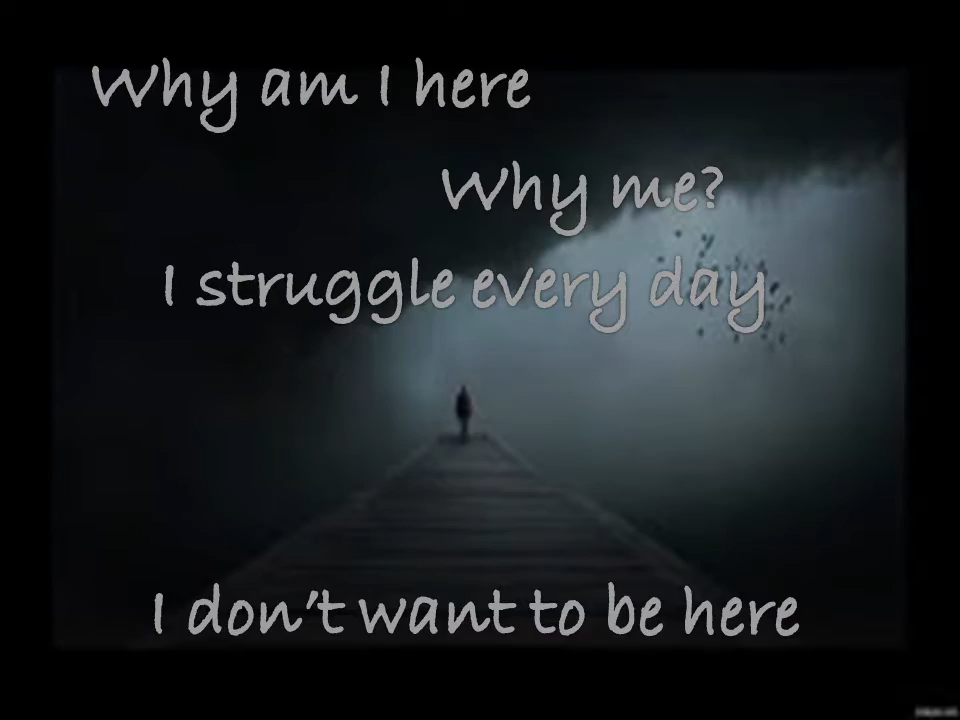 Why am I here
Why me?
I struggle every day
I don't want to be here